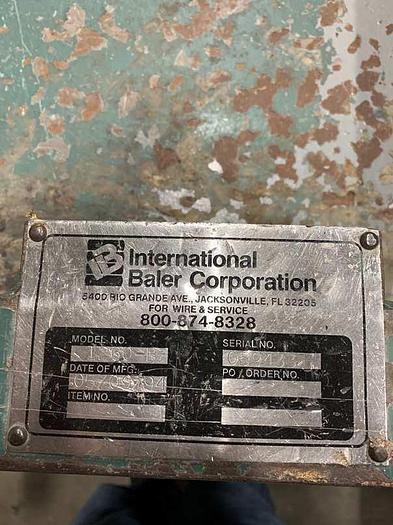 IB International
Baler Corporation
5400 RIO GRANDE AVE., JACKSONVILLE, FL 32205
FOR WIRE & SERVICE
800-874-8328
MODEL NO.
SERIAL NO.
DATE OF MFG.
PO / ORDER NO.
ITEM NO.